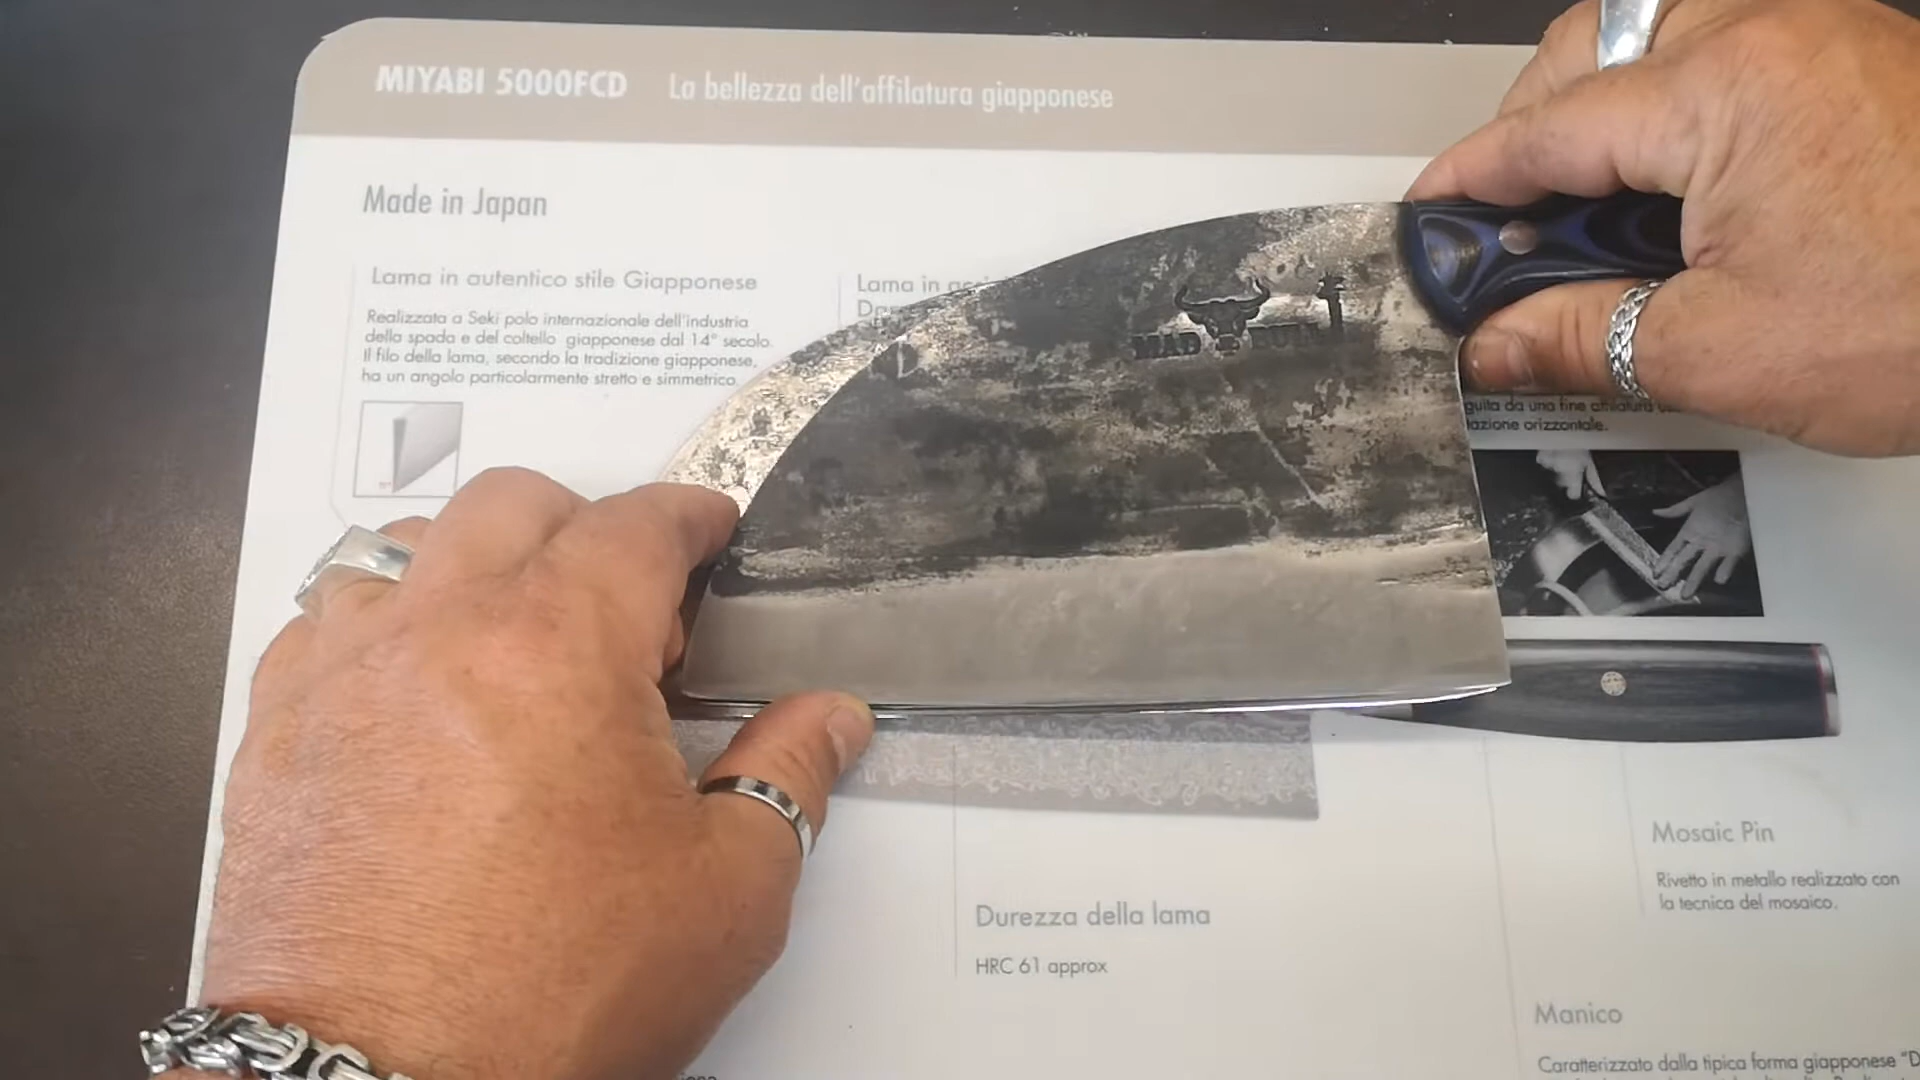 MIYABI 5000FCD La bellezza dell'affilatura giapponese
Made in Japan
Lama in autentico stile Giapponese
Realizzata a Seki polo internazionale dell'industria
della spada e del coltello giapponese dal 14° secolo.
Il filo della lama, secondo la tradizione giapponese,
ha un angolo particolarmente stretto e simmetrico.
Lama in
MAD BULL
da una fine
orizzontale.
Durezza della lama
HRC 61 approx
Mosaic Pin
Rivetto in metallo realizzato con
la tecnica del mosaico.
Manico
Caratterizzato dalla tipica forma giapponese "D